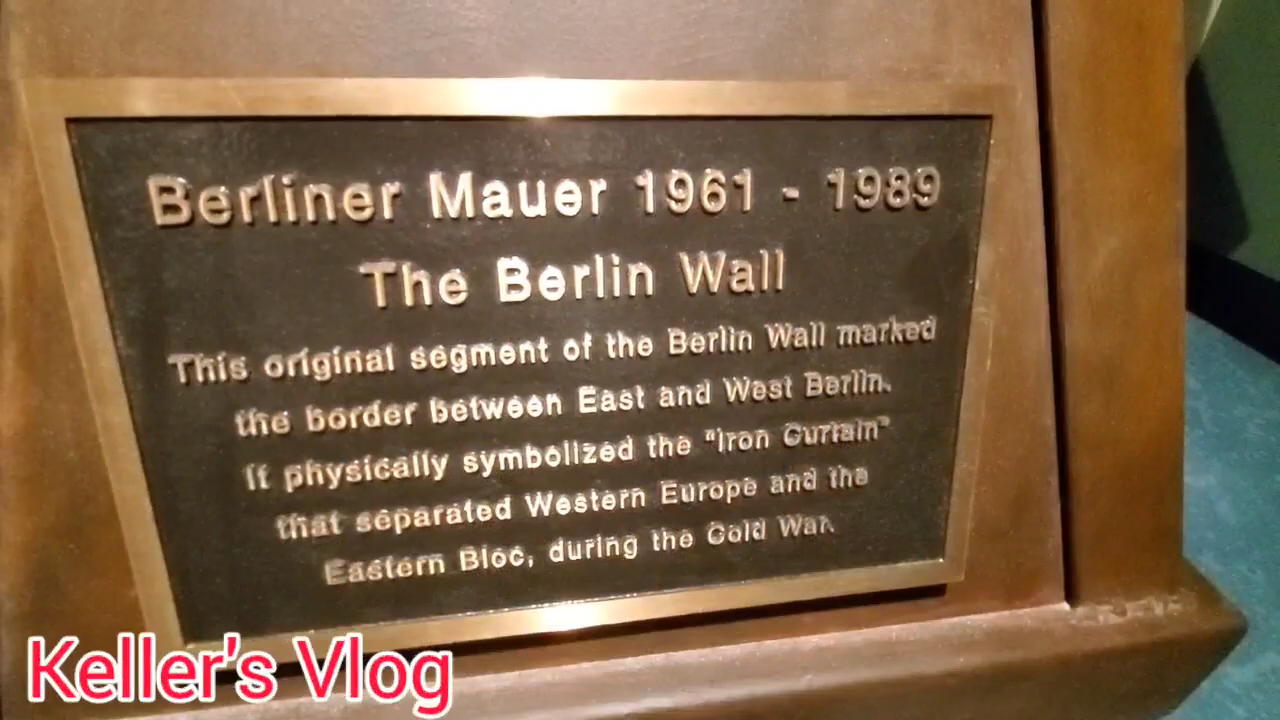 Berliner Mauer 1961 - 1989
The Berlin Wall
This original segment of the Berlin Wall marked
the border between East and West Berlin.
It physically symbolized the "Iron Curtain"
that separated Western Europe and the
Eastern Bloc, during the Cold War.
Keller's Vlog